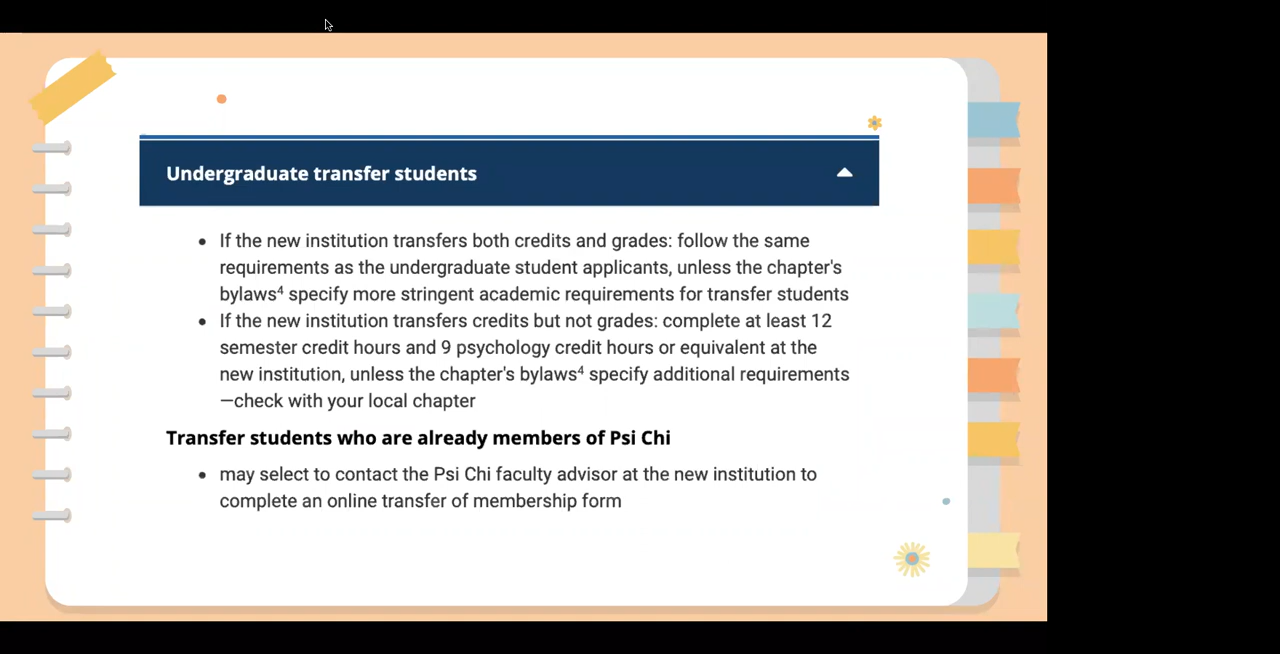 Undergraduate transfer students
• If the new institution transfers both credits and grades: follow the same
requirements as the undergraduate student applicants, unless the chapter's
bylaws⁴ specify more stringent academic requirements for transfer students
• If the new institution transfers credits but not grades: complete at least 12
semester credit hours and 9 psychology credit hours or equivalent at the
new institution, unless the chapter's bylaws⁴ specify additional requirements
—check with your local chapter
Transfer students who are already members of Psi Chi
• may select to contact the Psi Chi faculty advisor at the new institution to
complete an online transfer of membership form